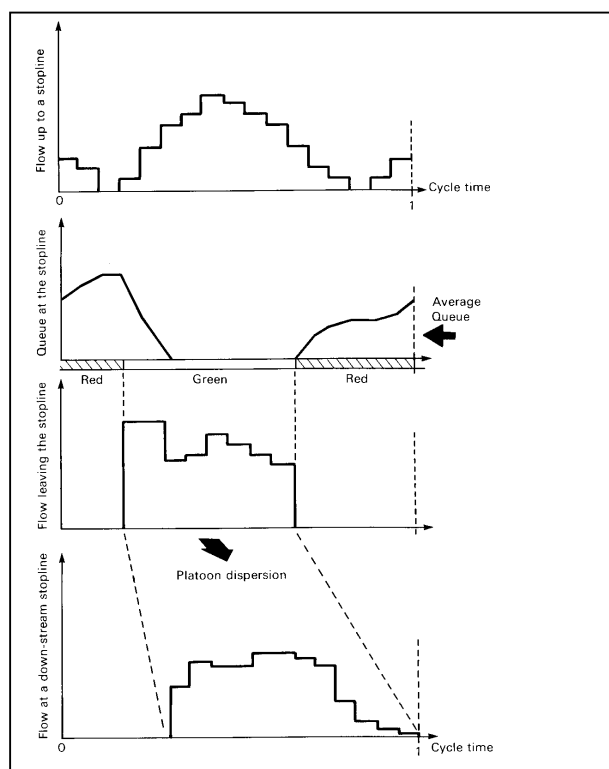 Flow up to a stopline
0
1
Cycle time
Queue at the stopline
Average
Queue
Red
Green
Red
Flow leaving the stopline
Platoon dispersion
Flow at a down-stream stopline
0
1
Cycle time